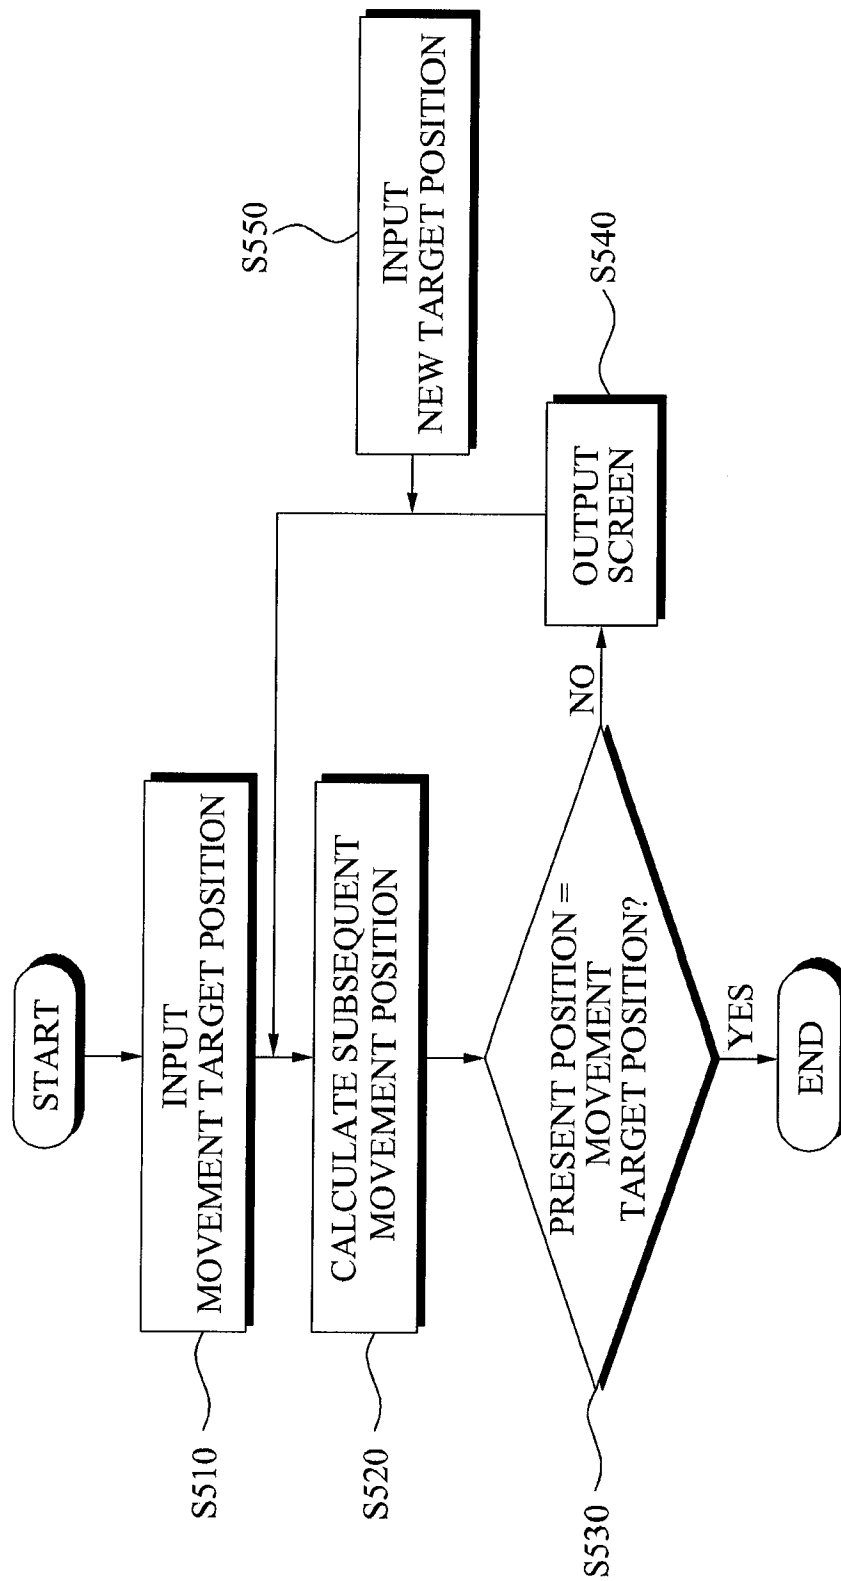 START
INPUT
MOVEMENT TARGET POSITION
S510
CALCULATE SUBSEQUENT
MOVEMENT POSITION
S520
PRESENT POSITION =
MOVEMENT
TARGET POSITION?
S530
NO
YES
OUTPUT
SCREEN
S540
INPUT
NEW TARGET POSITION
S550
END